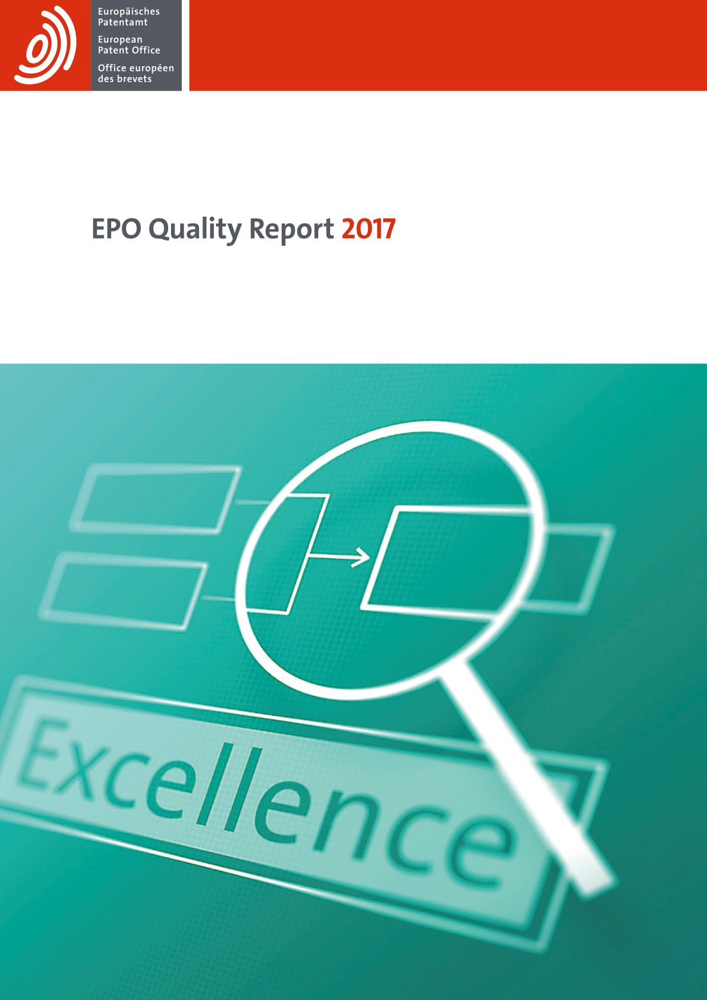 Europäisches
Patentamt
European
Patent Office
Office européen
des brevets
EPO Quality Report 2017
Excellence